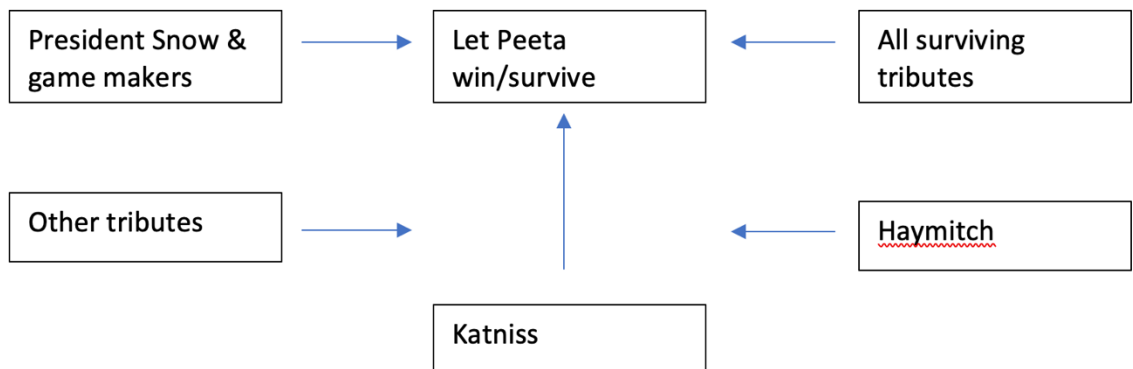 President Snow &
game makers
Let Peeta
win/survive
All surviving
tributes
Other tributes
Haymitch
Katniss